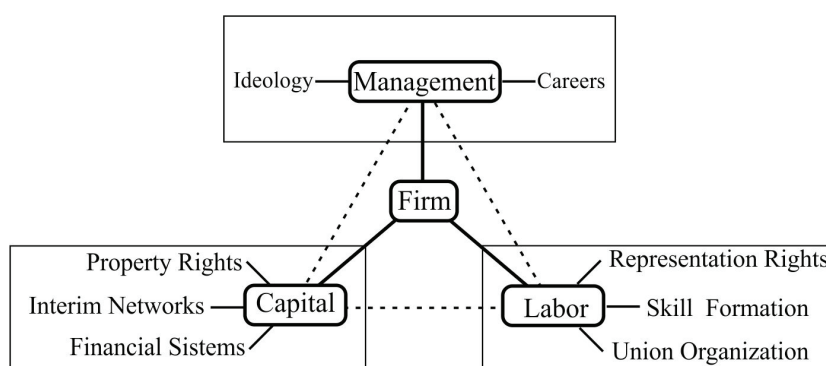 Ideology Management Careers
Firm
Property Rights
Interim Networks
Financial Sistems
Capital
Representation Rights
Labor
Skill Formation
Union Organization